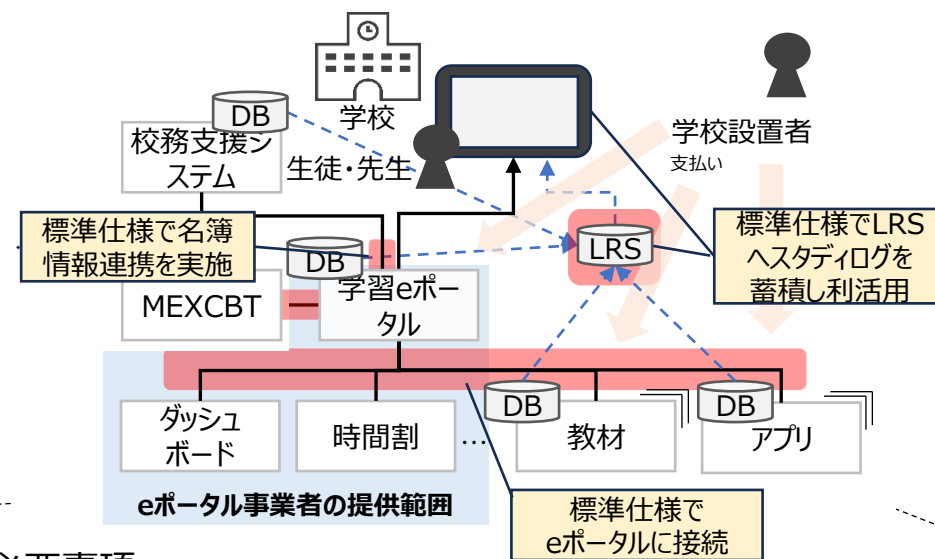 学校
DB
校務支援シ
ステム
生徒・先生
学校設置者
支払い
標準仕様で名簿
情報連携を実施
DB
LRS
標準仕様でLRS
へスタディログを
蓄積し利活用
MEXCBT
学習eポー
タル
DB
DB
ダッシュ
ボード
時間割
…
教材
アプリ
eポータル事業者の提供範囲
標準仕様で
eポータルに接続